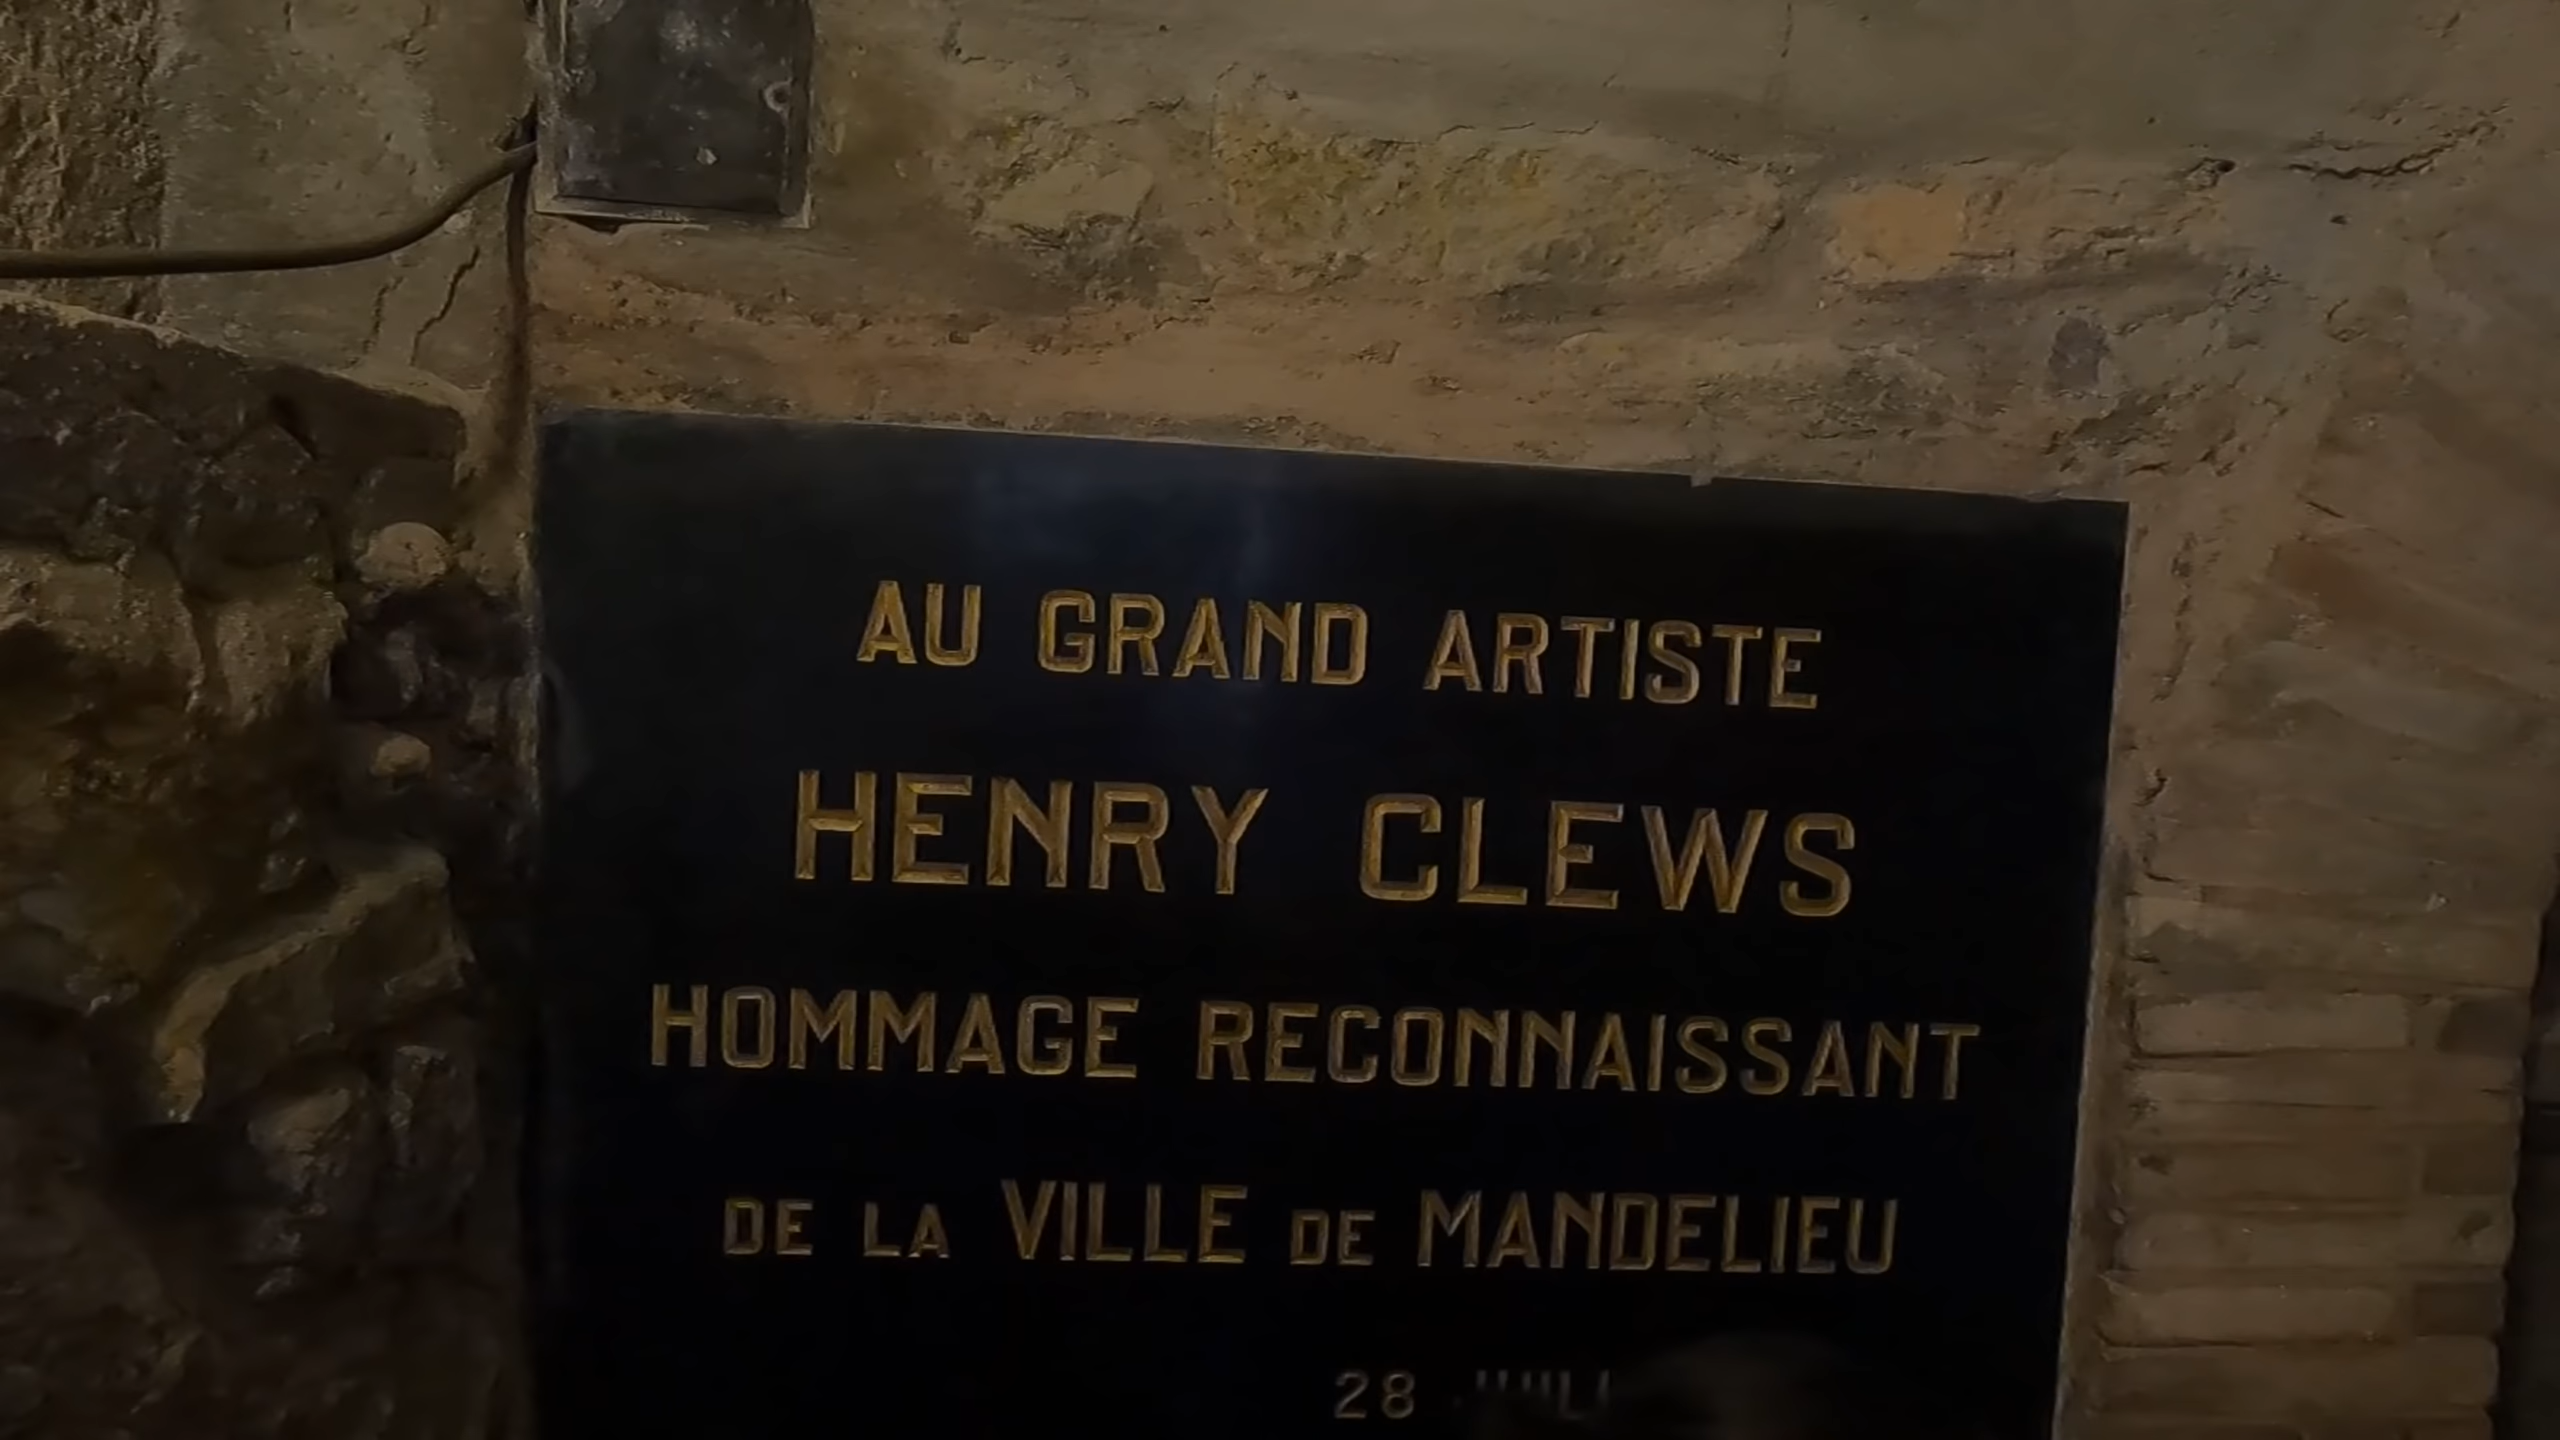 AU GRAND ARTISTE
HENRY CLEWS
HOMMAGE RECONNAISSANT
DE LA VILLE DE MANDELIEU
28